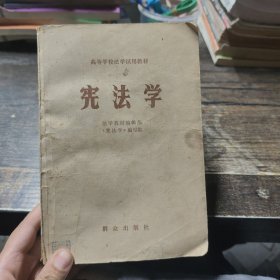 高等学校法学试用教材
宪法学
法学教材编辑部
《宪法学》编写组
群众出版社